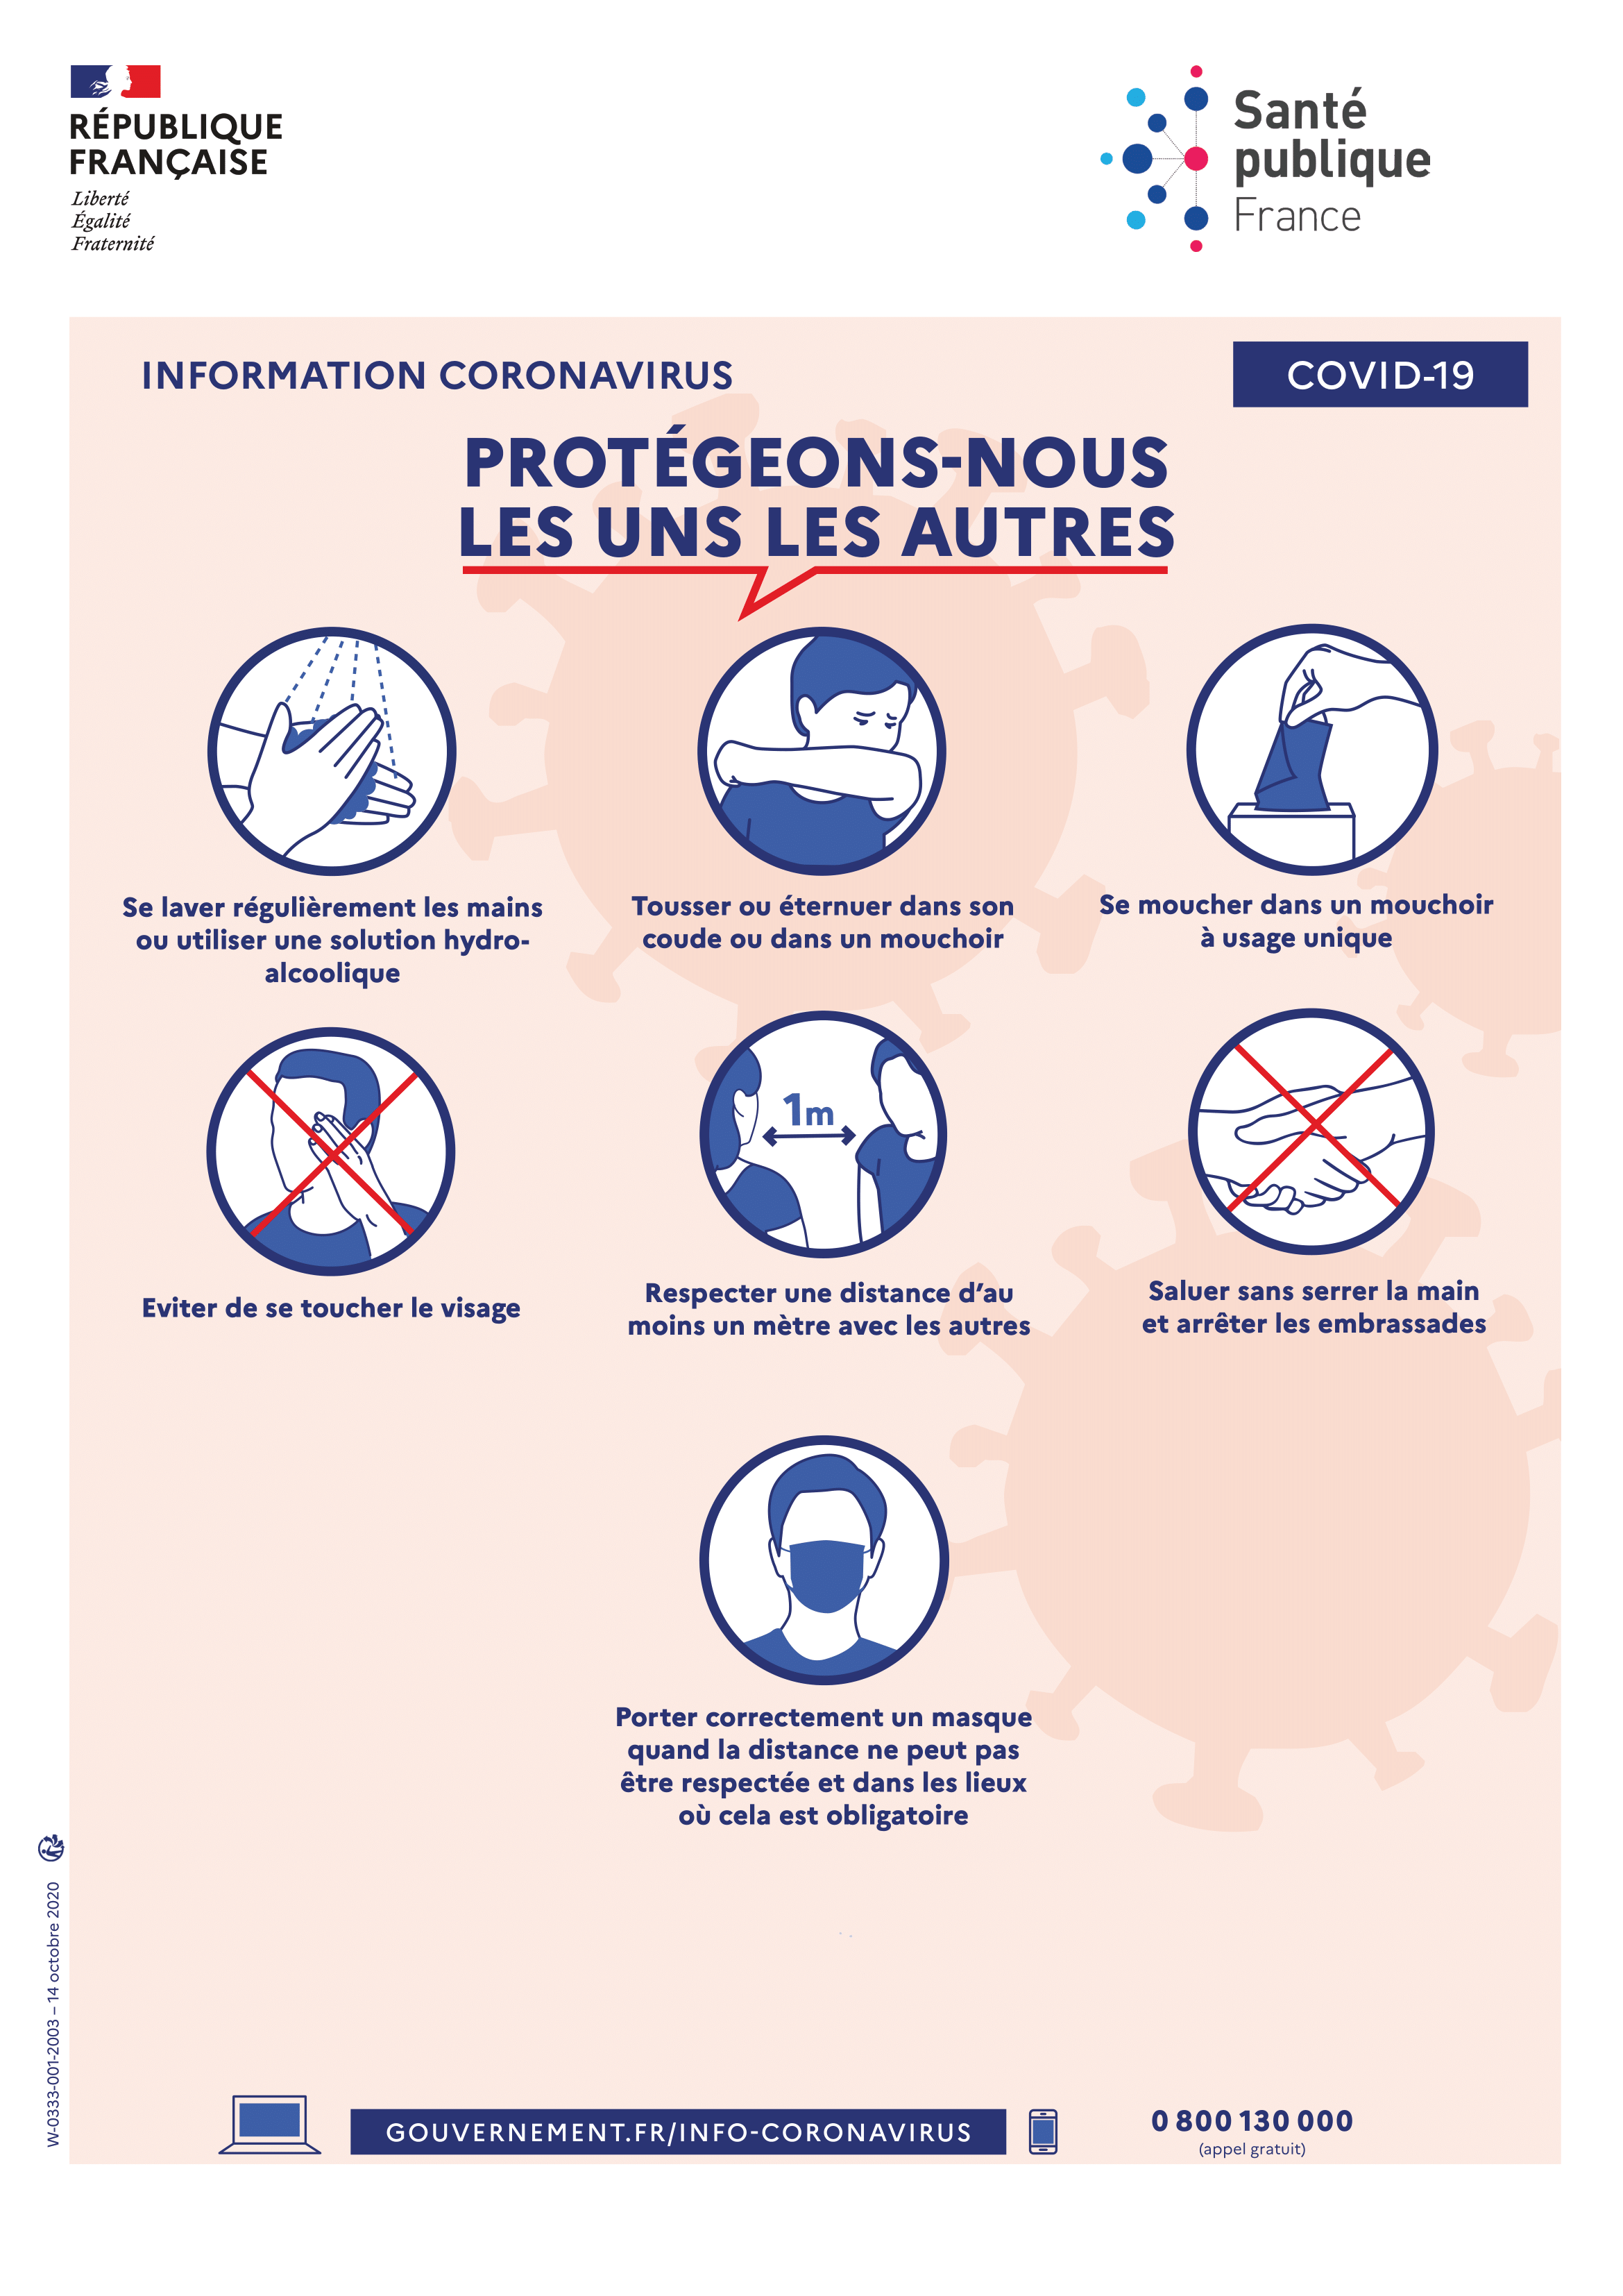 RÉPUBLIQUE
FRANÇAISE
Liberté
Égalité
Fraternité
Santé
publique
France
INFORMATION CORONAVIRUS
COVID-19
PROTÉGEONS-NOUS
LES UNS LES AUTRES
Se laver régulièrement les mains
ou utiliser une solution hydro-
alcoolique
Tousser ou éternuer dans son
coude ou dans un mouchoir
Se moucher dans un mouchoir
à usage unique
1m
Eviter de se toucher le visage
Respecter une distance d’au
moins un mètre avec les autres
Saluer sans serrer la main
et arrêter les embrassades
Porter correctement un masque
quand la distance ne peut pas
être respectée et dans les lieux
où cela est obligatoire
W-0333-001-2003 – 14 octobre 2020
GOUVERNEMENT.FR/INFO-CORONAVIRUS
0 800 130 000
(appel gratuit)